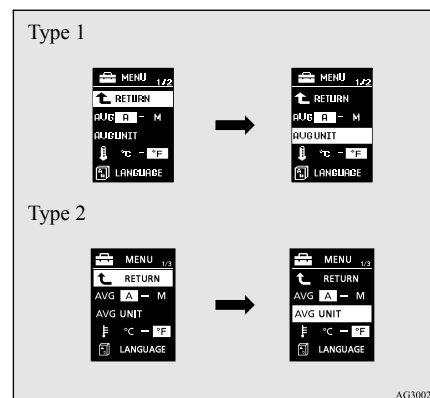 Type 1
MENU 1/2
RETURN
AVG A – M
AVG UNIT
°C – °F
LANGUAGE
MENU 1/2
RETURN
AVG A – M
AVG UNIT
°C – °F
LANGUAGE
Type 2
MENU 1/3
RETURN
AVG A – M
AVG UNIT
°C – °F
LANGUAGE
MENU 1/3
RETURN
AVG A – M
AVG UNIT
°C – °F
LANGUAGE